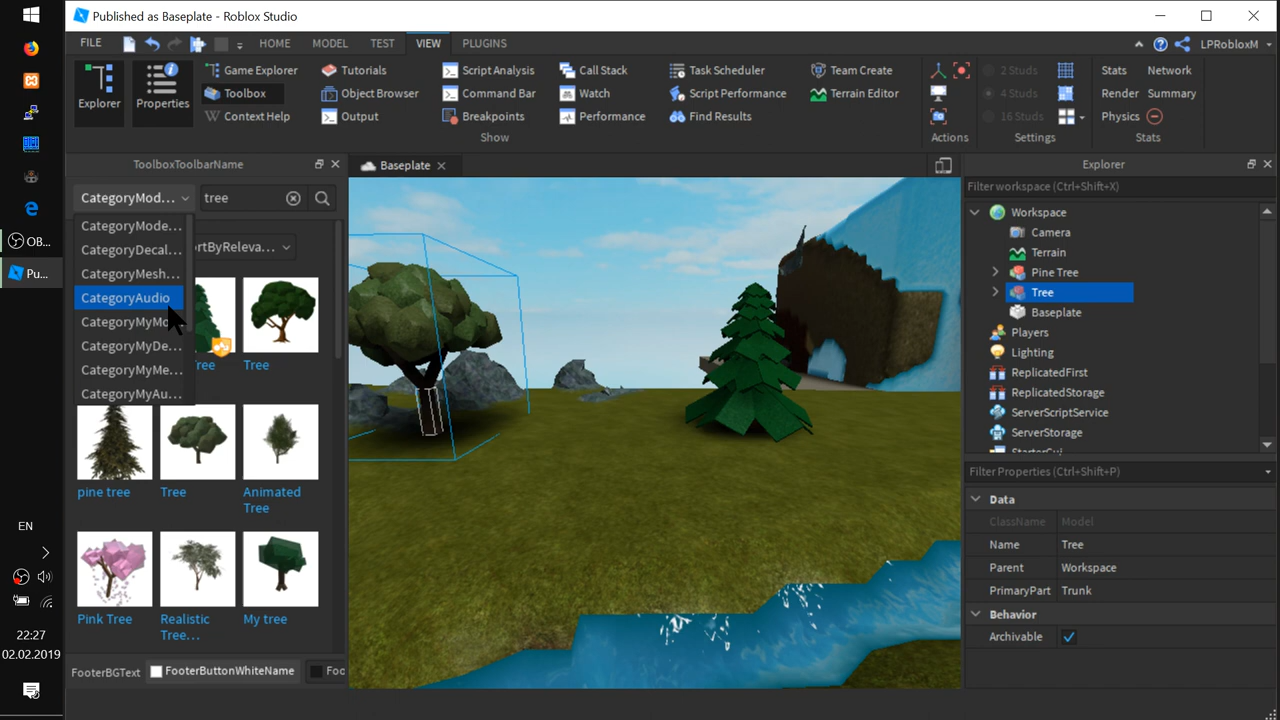 Published as Baseplate - Roblox Studio
FILE HOME MODEL TEST VIEW PLUGINS LPRobloxM
Explorer
Properties
Game Explorer
Toolbox
Context Help
Tutorials
Object Browser
Output
Script Analysis
Command Bar
Breakpoints
Call Stack
Watch
Performance
Task Scheduler
Script Performance
Find Results
Team Create
Terrain Editor
Show
Actions
2 Studs
4 Studs
16 Studs
Settings
Stats Network
Render Summary
Physics
Stats
ToolboxToolbarName
CategoryMod... tree
CategoryMode...
CategoryDecal...
CategoryMesh...
CategoryAudio
CategoryMyMo
CategoryMyDe...
CategoryMyMe...
CategoryMyAu...
ortByReleva...
ree
Tree
pine tree
Tree
Animated
Tree
Pink Tree
Realistic
Tree...
My tree
FooterBGText FooterButtonWhiteName Foo
Baseplate
Explorer
Filter workspace (Ctrl+Shift+X)
Workspace
Camera
Terrain
Pine Tree
Tree
Baseplate
Players
Lighting
ReplicatedFirst
ReplicatedStorage
ServerScriptService
ServerStorage
StarterGui
Filter Properties (Ctrl+Shift+P)
Data
ClassName Model
Name Tree
Parent Workspace
PrimaryPart Trunk
Behavior
Archivable
OB...
Pu...
EN
22:27
02.02.2019